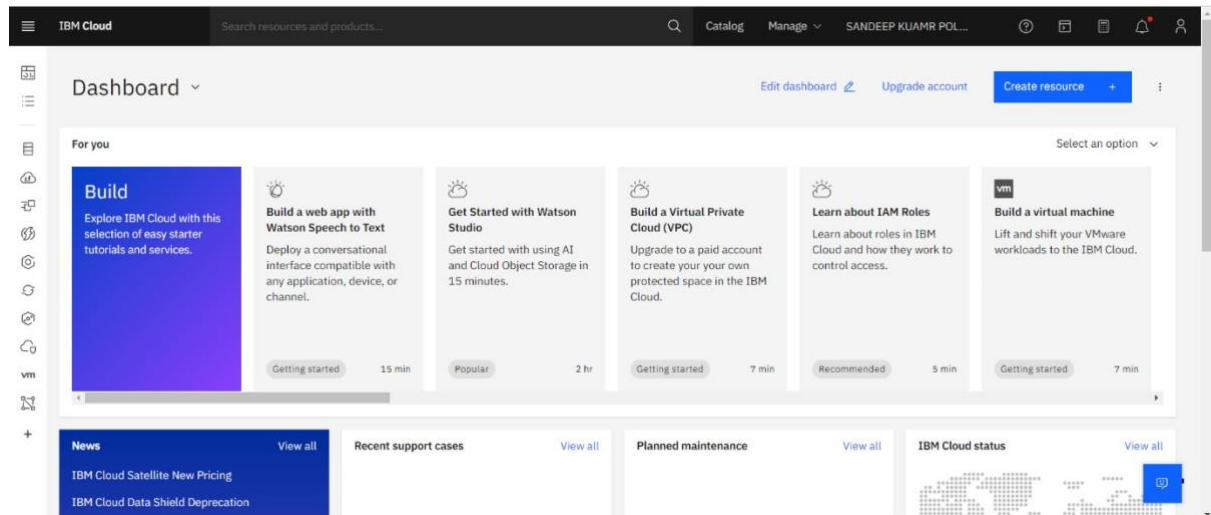 IBM Cloud
Search resources and products...
Catalog
Manage
SANDEEP KUAMR POL...
Dashboard
Edit dashboard
Upgrade account
Create resource +
For you
Select an option
Build
Explore IBM Cloud with this
selection of easy starter
tutorials and services.
Build a web app with
Watson Speech to Text
Deploy a conversational
interface compatible with
any application, device, or
channel.
Getting started
15 min
Get Started with Watson
Studio
Get started with using AI
and Cloud Object Storage in
15 minutes.
Popular
2 hr
Build a Virtual Private
Cloud (VPC)
Upgrade to a paid account
to create your your own
protected space in the IBM
Cloud.
Getting started
7 min
Learn about IAM Roles
Learn about roles in IBM
Cloud and how they work to
control access.
Recommended
5 min
vm
Build a virtual machine
Lift and shift your VMware
workloads to the IBM Cloud.
Getting started
7 min
vm
News
View all
IBM Cloud Satellite New Pricing
IBM Cloud Data Shield Deprecation
Recent support cases
View all
Planned maintenance
View all
IBM Cloud status
View all